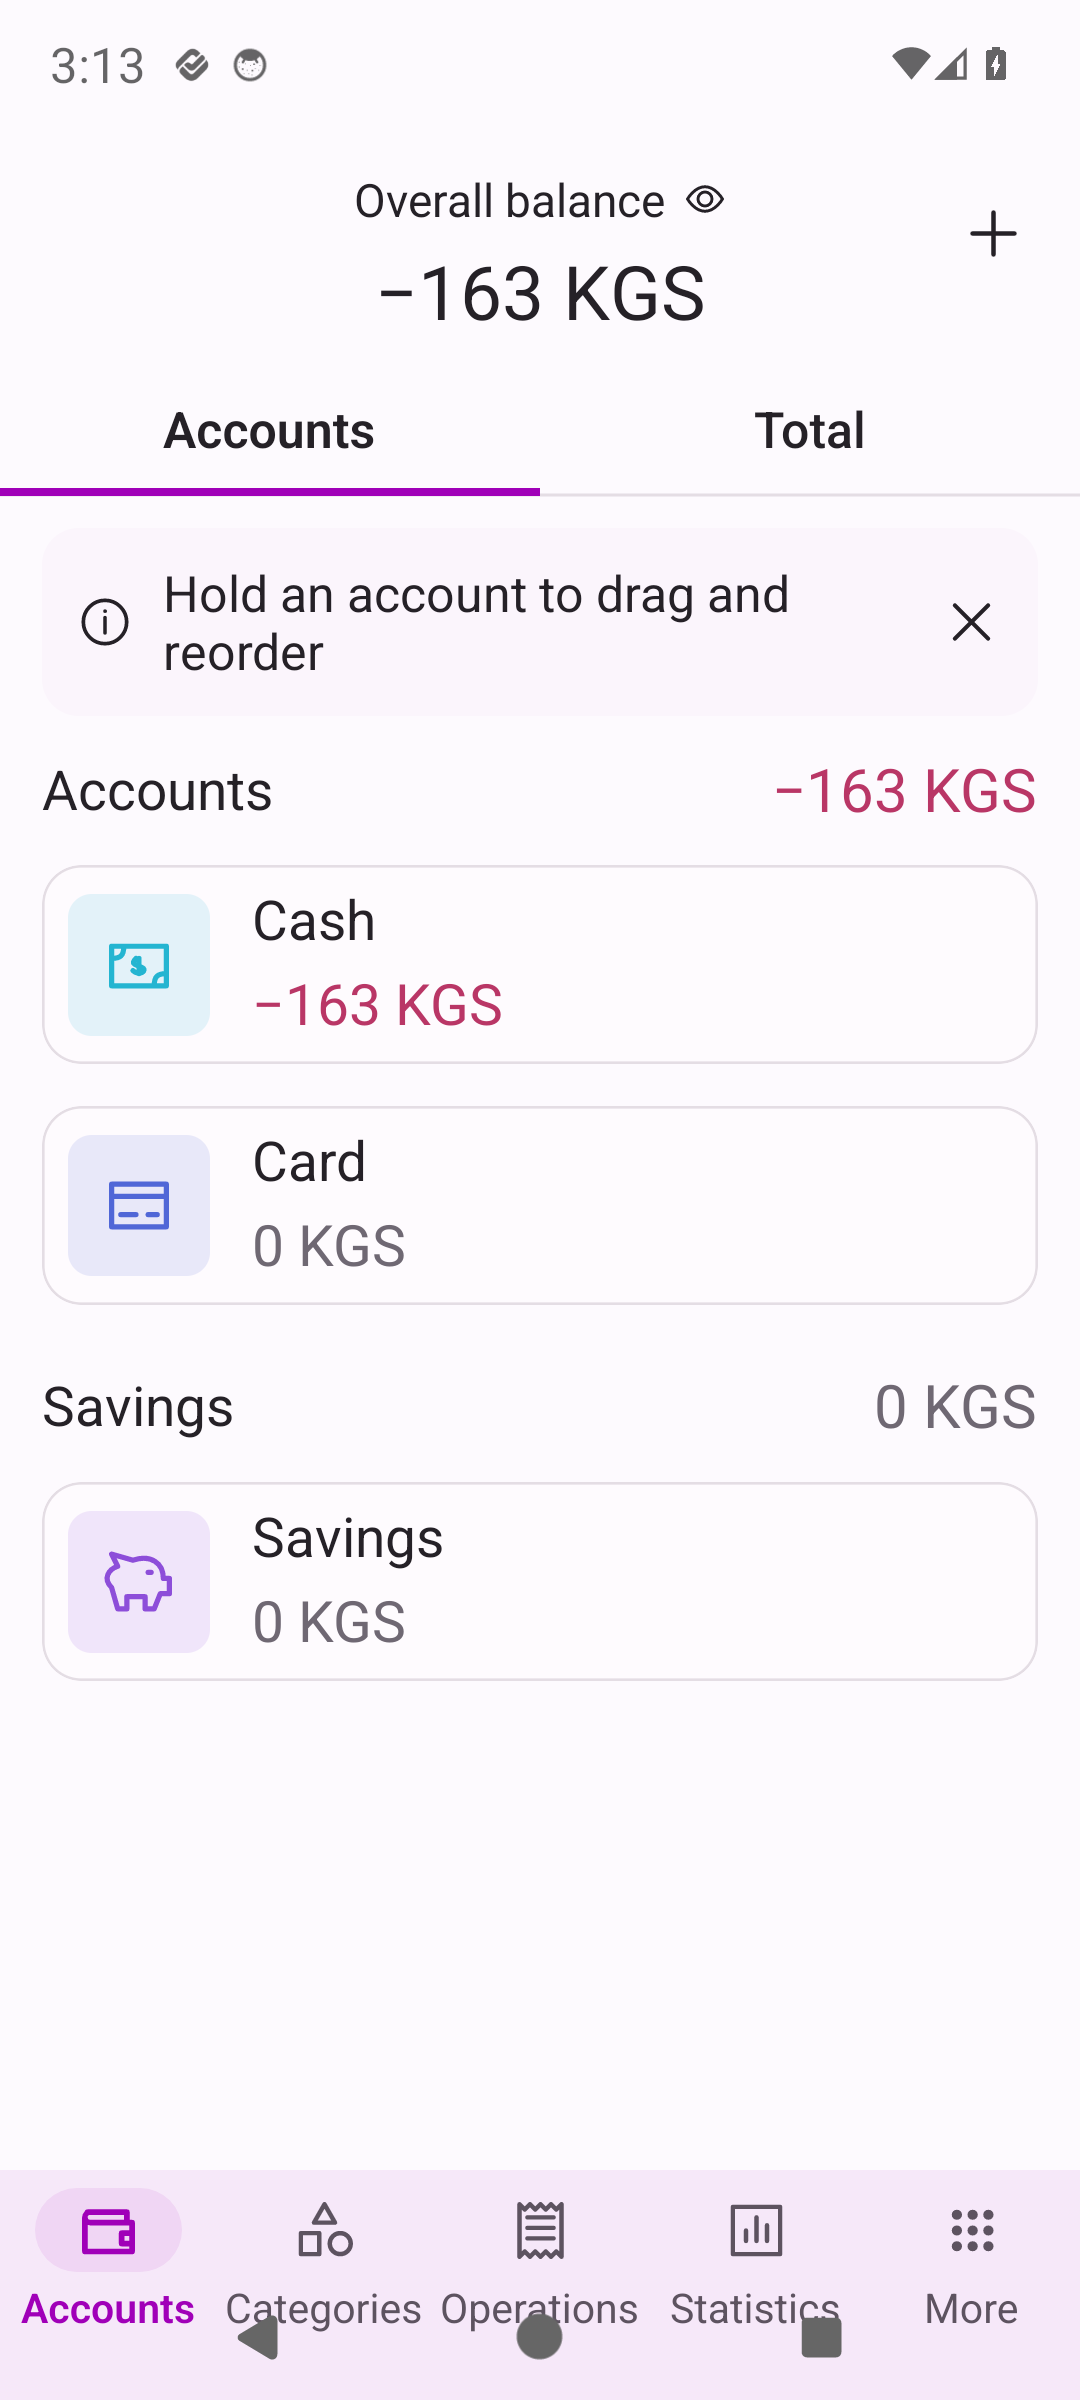 3:13
Overall balance
−163 KGS
Accounts
Total
Hold an account to drag and
reorder
Accounts
−163 KGS
Cash
−163 KGS
Card
0 KGS
Savings
0 KGS
Savings
0 KGS
Accounts
Categories
Operations
Statistics
More